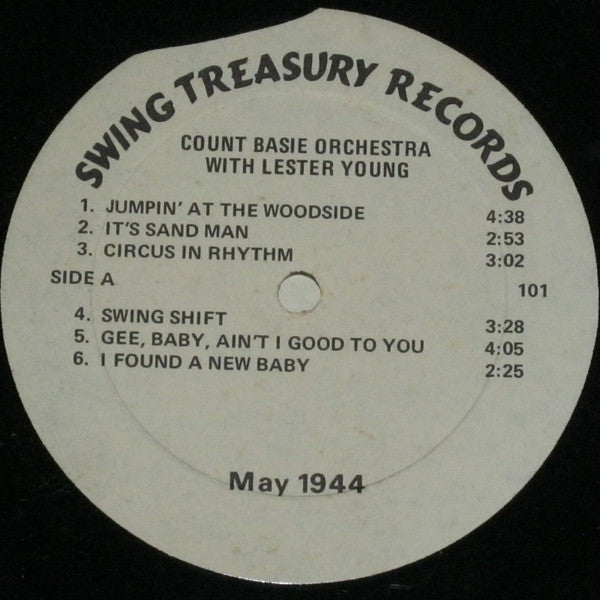 SWING TREASURY RECORDS
COUNT BASIE ORCHESTRA
WITH LESTER YOUNG
1. JUMPIN' AT THE WOODSIDE 4:38
2. IT'S SAND MAN 2:53
3. CIRCUS IN RHYTHM 3:02
SIDE A 101
4. SWING SHIFT 3:28
5. GEE, BABY, AIN'T I GOOD TO YOU 4:05
6. I FOUND A NEW BABY 2:25
May 1944